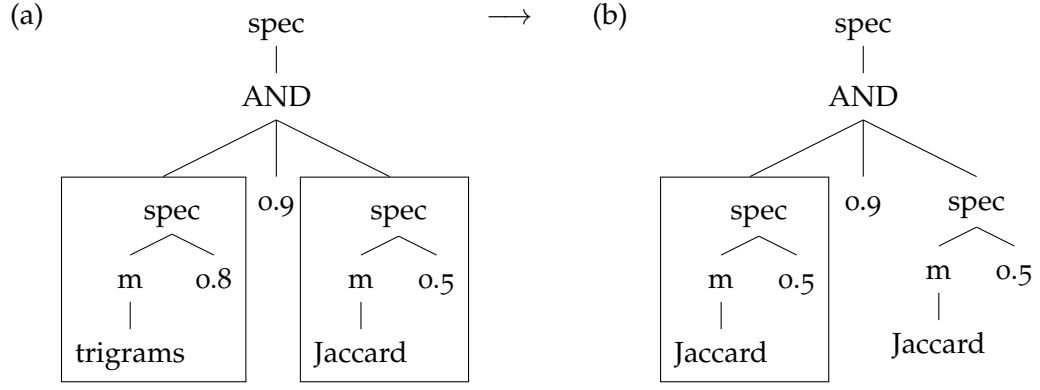 (a) spec ⟶ (b) spec
AND AND
spec 0.9 spec spec 0.9 spec
m 0.8 m 0.5 m 0.5 m 0.5
trigrams Jaccard Jaccard Jaccard